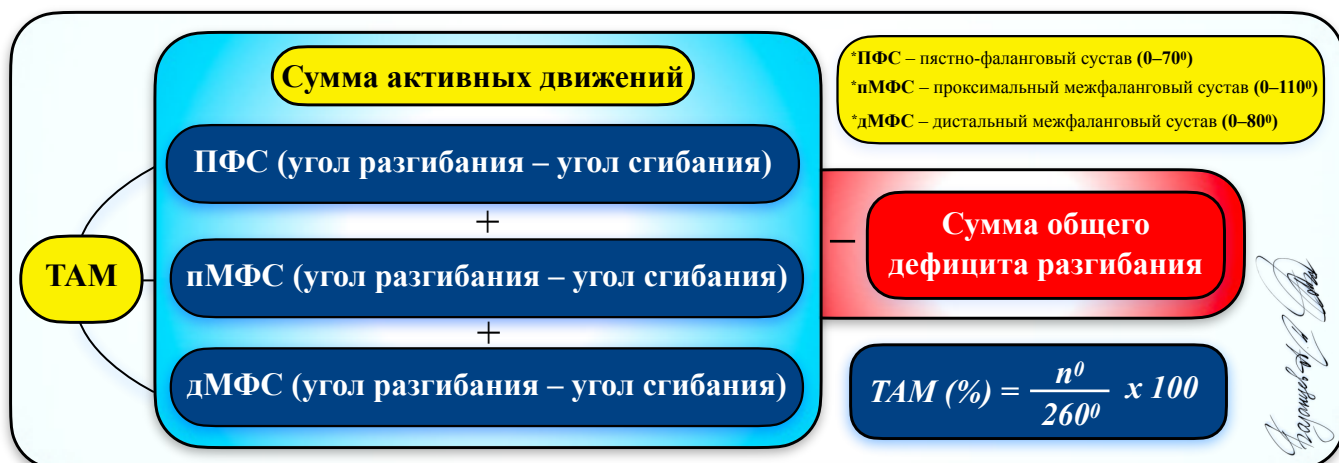 Сумма активных движений
ПФС (угол разгибания – угол сгибания)
+
ТАМ
пМФС (угол разгибания – угол сгибания)
+
дМФС (угол разгибания – угол сгибания)
*ПФС – пястно-фаланговый сустав (0–70⁰)
*пМФС – проксимальный межфаланговый сустав (0–110⁰)
*дМФС – дистальный межфаланговый сустав (0–80⁰)
–
Сумма общего
дефицита разгибания
ТАМ (%) = n⁰ / 260⁰ x 100